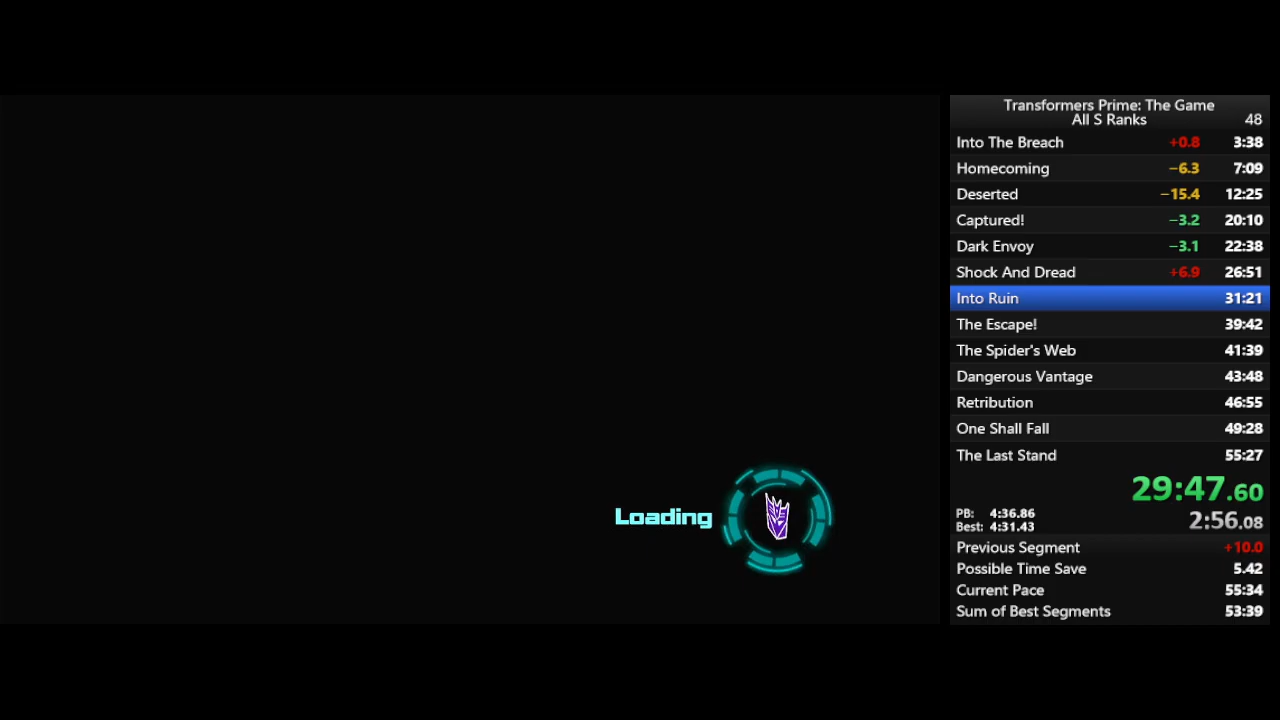 Transformers Prime: The Game
All S Ranks 48
Into The Breach +0.8 3:38
Homecoming −6.3 7:09
Deserted −15.4 12:25
Captured! −3.2 20:10
Dark Envoy −3.1 22:38
Shock And Dread +6.9 26:51
Into Ruin 31:21
The Escape! 39:42
The Spider's Web 41:39
Dangerous Vantage 43:48
Retribution 46:55
One Shall Fall 49:28
The Last Stand 55:27
29:47.60
PB: 4:36.86
Best: 4:31.43
2:56.08
Previous Segment +10.0
Possible Time Save 5.42
Current Pace 55:34
Sum of Best Segments 53:39
Loading